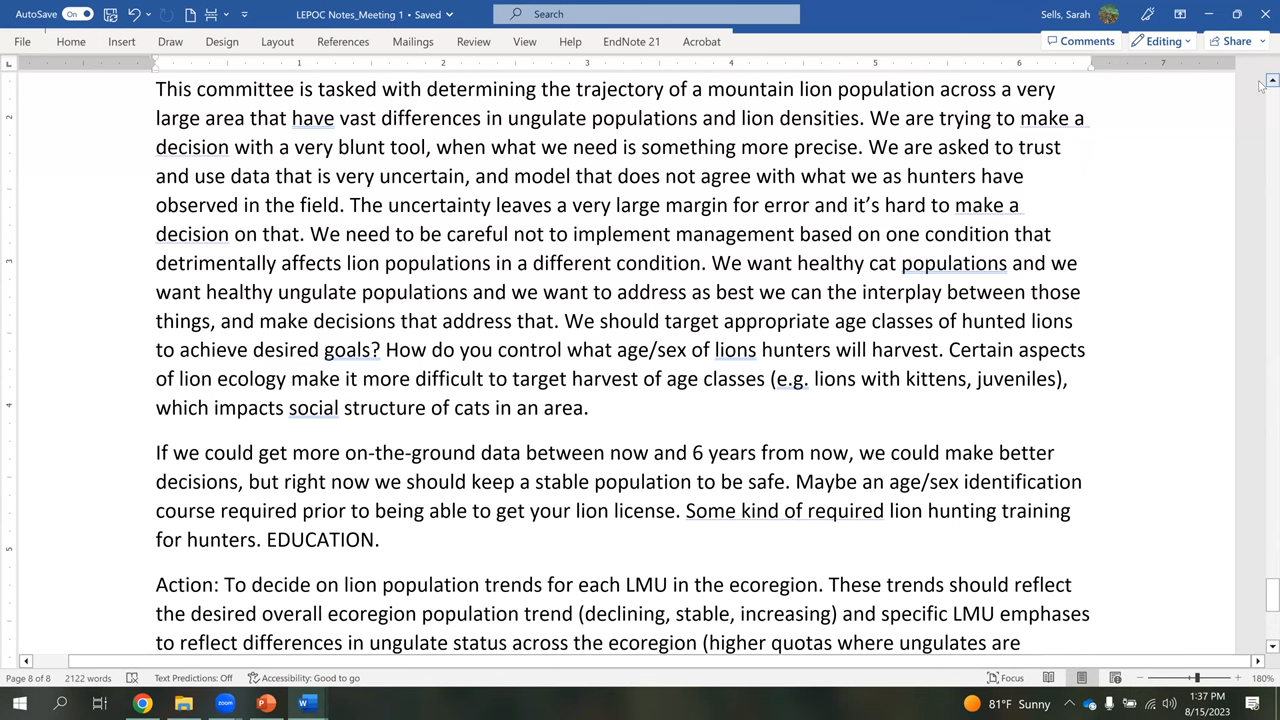 AutoSave On LEPOC Notes_Meeting 1 • Saved Search Sells, Sarah
File Home Insert Draw Design Layout References Mailings Review View Help EndNote 21 Acrobat Comments Editing Share
1 2 3 4 5 6 7
This committee is tasked with determining the trajectory of a mountain lion population across a very
large area that have vast differences in ungulate populations and lion densities. We are trying to make a
decision with a very blunt tool, when what we need is something more precise. We are asked to trust
and use data that is very uncertain, and model that does not agree with what we as hunters have
observed in the field. The uncertainty leaves a very large margin for error and it’s hard to make a
decision on that. We need to be careful not to implement management based on one condition that
detrimentally affects lion populations in a different condition. We want healthy cat populations and we
want healthy ungulate populations and we want to address as best we can the interplay between those
things, and make decisions that address that. We should target appropriate age classes of hunted lions
to achieve desired goals? How do you control what age/sex of lions hunters will harvest. Certain aspects
of lion ecology make it more difficult to target harvest of age classes (e.g. lions with kittens, juveniles),
which impacts social structure of cats in an area.
If we could get more on-the-ground data between now and 6 years from now, we could make better
decisions, but right now we should keep a stable population to be safe. Maybe an age/sex identification
course required prior to being able to get your lion license. Some kind of required lion hunting training
for hunters. EDUCATION.
Action: To decide on lion population trends for each LMU in the ecoregion. These trends should reflect
the desired overall ecoregion population trend (declining, stable, increasing) and specific LMU emphases
to reflect differences in ungulate status across the ecoregion (higher quotas where ungulates are
2
3
4
5
Page 8 of 8 2122 words Text Predictions: Off Accessibility: Good to go Focus 180%
zoom 81°F Sunny 1:37 PM
8/15/2023